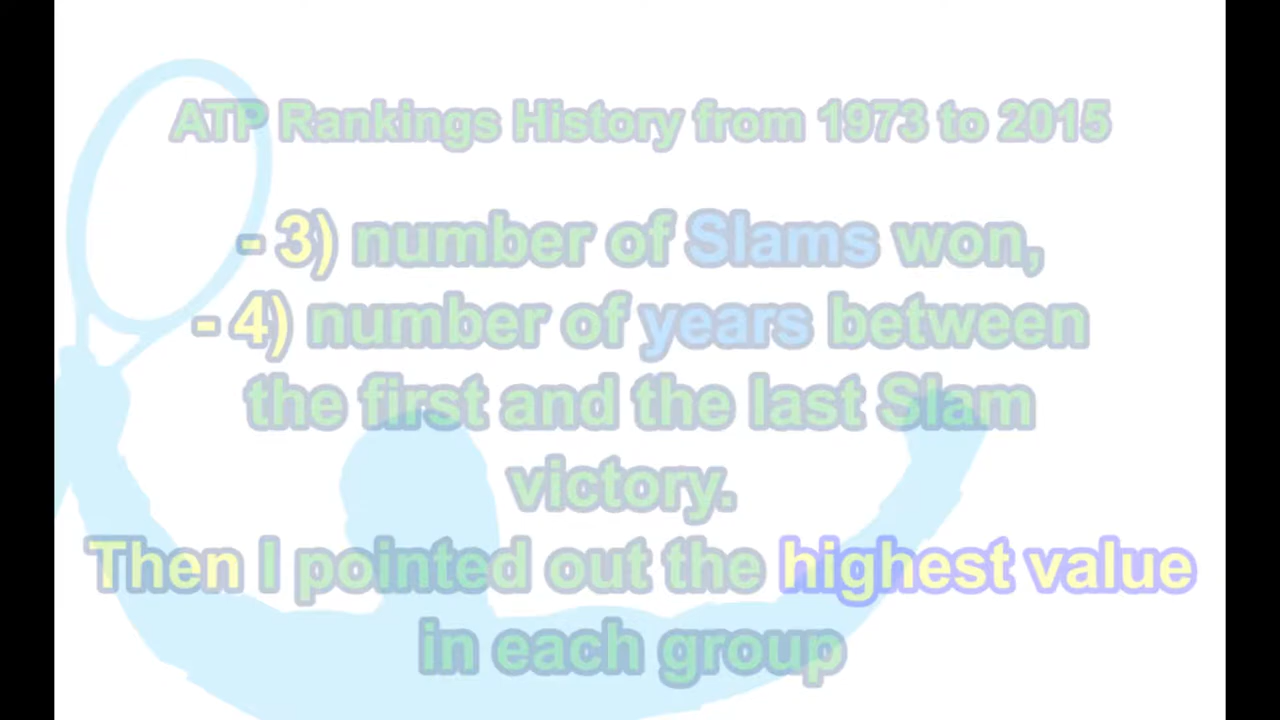 ATP Rankings History from 1973 to 2015
- 3) number of Slams won,
- 4) number of years between
the first and the last Slam
victory.
Then I pointed out the highest value
in each group